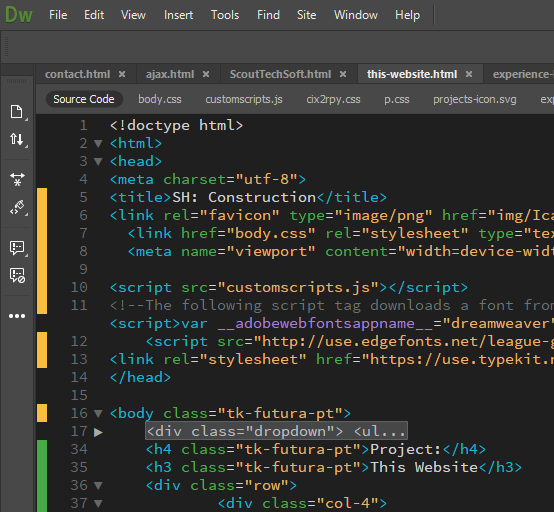 Dw File Edit View Insert Tools Find Site Window Help
contact.html × ajax.html × ScoutTechSoft.html × this-website.html × experience-
Source Code body.css customscripts.js cix2rpy.css p.css projects-icon.svg exp
1 <!doctype html>
2 ▼ <html>
3 ▼ <head>
4 <meta charset="utf-8">
5 <title>SH: Construction</title>
6 <link rel="favicon" type="image/png" href="img/Ica
7 <link href="body.css" rel="stylesheet" type="tex
8 <meta name="viewport" content="width=device-widt
9
10 <script src="customscripts.js"></script>
11 <!--The following script tag downloads a font from
<script>var __adobewebfontsappname__="dreamweaver"
12 <script src="http://use.edgefonts.net/league-g
13 <link rel="stylesheet" href="https://use.typekit.n
14 </head>
15
16 ▼ <body class="tk-futura-pt">
17 ▶ <div class="dropdown"> <ul...
34 <h4 class="tk-futura-pt">Project:</h4>
35 <h3 class="tk-futura-pt">This Website</h3>
36 ▼ <div class="row">
37 ▼ <div class="col-4">